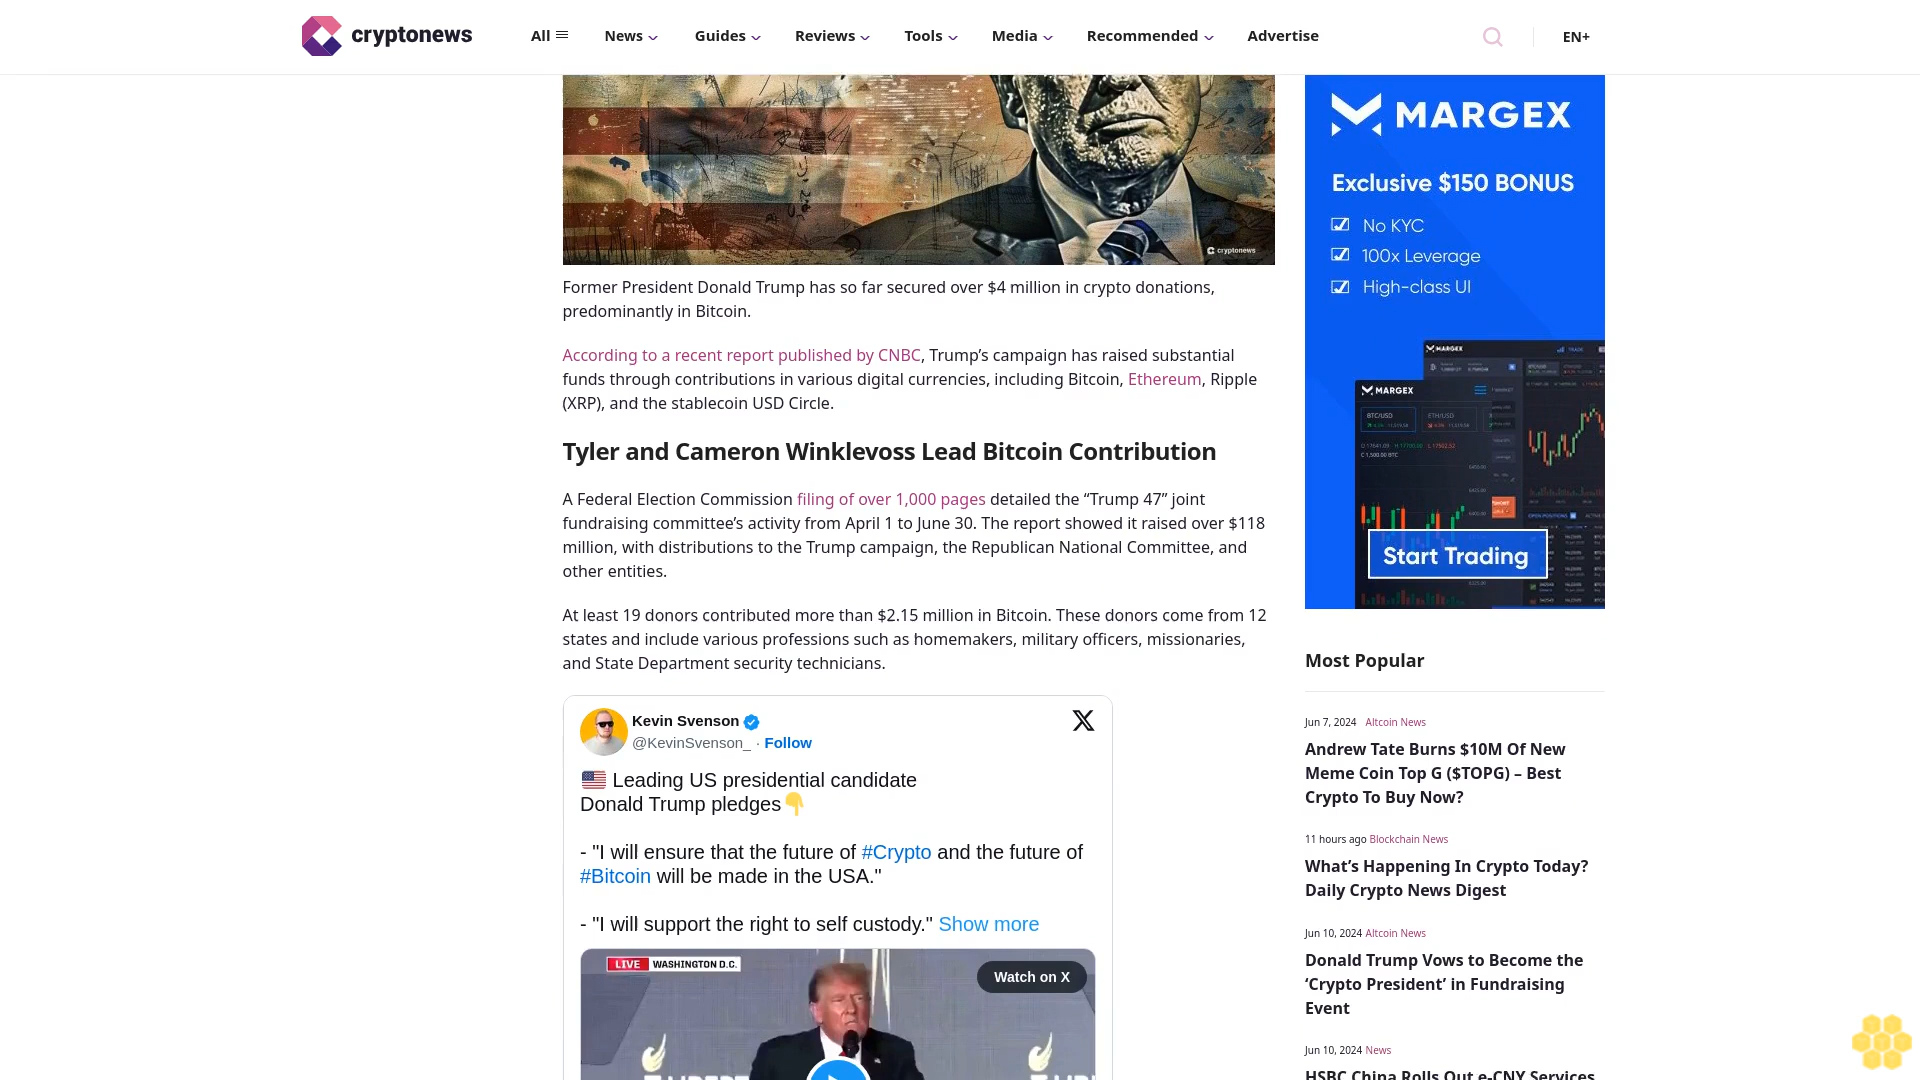 cryptonews
All
News
Guides
Reviews
Tools
Media
Recommended
Advertise
EN+
cryptonews
Former President Donald Trump has so far secured over $4 million in crypto donations,
predominantly in Bitcoin.
According to a recent report published by CNBC, Trump’s campaign has raised substantial
funds through contributions in various digital currencies, including Bitcoin, Ethereum, Ripple
(XRP), and the stablecoin USD Circle.
Tyler and Cameron Winklevoss Lead Bitcoin Contribution
A Federal Election Commission filing of over 1,000 pages detailed the “Trump 47” joint
fundraising committee’s activity from April 1 to June 30. The report showed it raised over $118
million, with distributions to the Trump campaign, the Republican National Committee, and
other entities.
At least 19 donors contributed more than $2.15 million in Bitcoin. These donors come from 12
states and include various professions such as homemakers, military officers, missionaries,
and State Department security technicians.
Kevin Svenson
@KevinSvenson_ · Follow
🇺🇸 Leading US presidential candidate
Donald Trump pledges👇
- "I will ensure that the future of #Crypto and the future of
#Bitcoin will be made in the USA."
- "I will support the right to self custody." Show more
LIVE WASHINGTON D.C.
Watch on X
MARGEX
Exclusive $150 BONUS
No KYC
100x Leverage
High-class UI
MARGEX
TRADE
MARGEX
BTC/USD
ETH/USD
Start Trading
Most Popular
Jun 7, 2024 Altcoin News
Andrew Tate Burns $10M Of New
Meme Coin Top G ($TOPG) – Best
Crypto To Buy Now?
11 hours ago Blockchain News
What’s Happening In Crypto Today?
Daily Crypto News Digest
Jun 10, 2024 Altcoin News
Donald Trump Vows to Become the
‘Crypto President’ in Fundraising
Event
Jun 10, 2024 News
HSBC China Rolls Out e-CNY Services